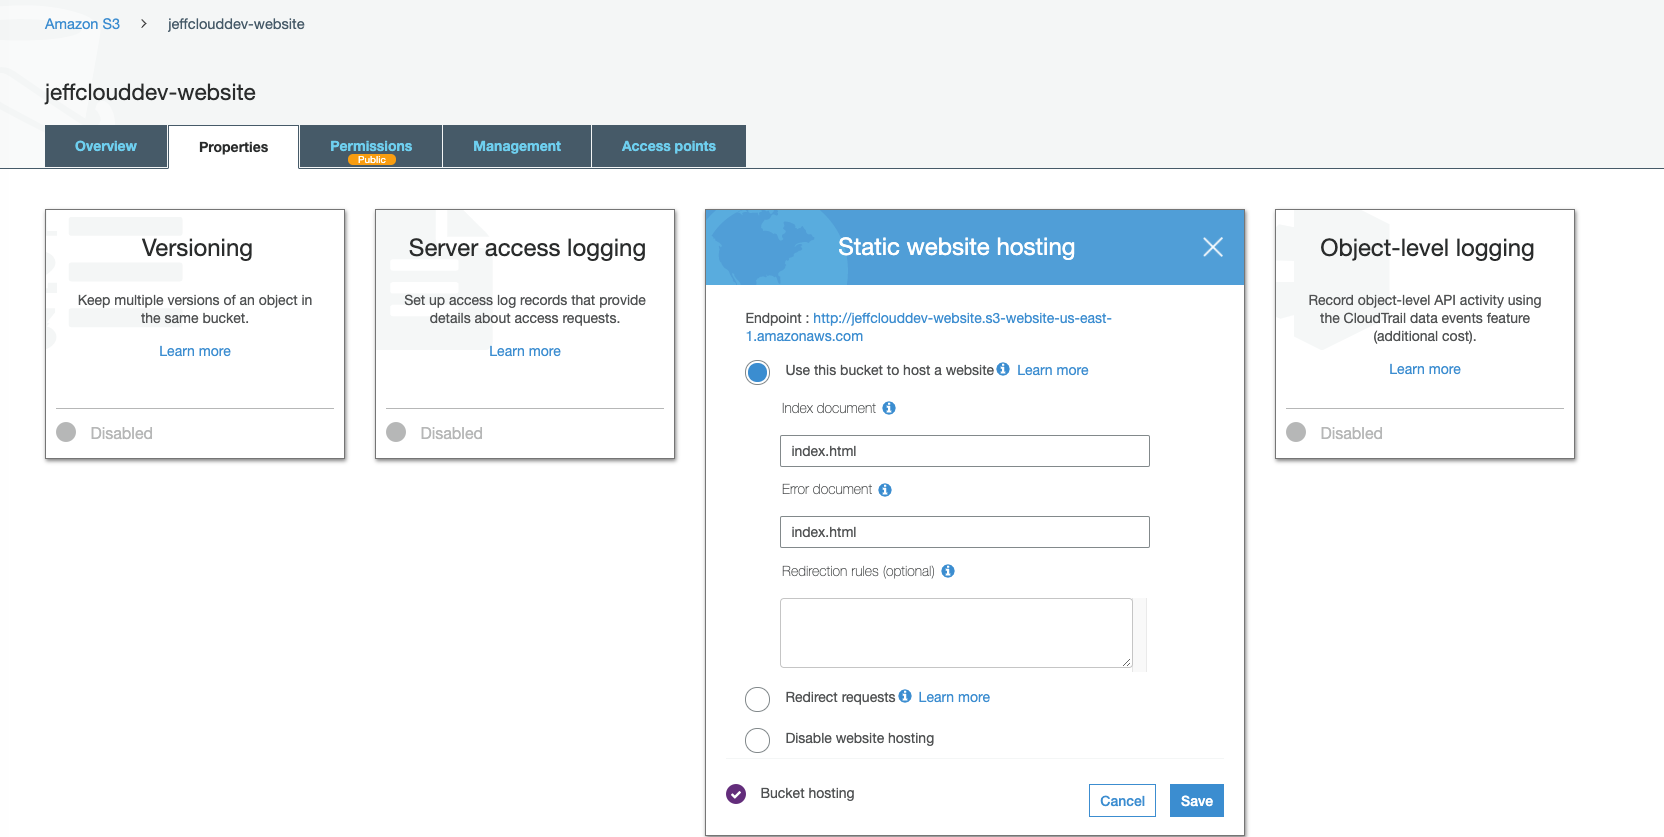 Amazon S3 > jeffclouddev-website
jeffclouddev-website
Overview
Properties
Permissions
Public
Management
Access points
Versioning
Keep multiple versions of an object in
the same bucket.
Learn more
Disabled
Server access logging
Set up access log records that provide
details about access requests.
Learn more
Disabled
Static website hosting
Endpoint : http://jeffclouddev-website.s3-website-us-east-
1.amazonaws.com
Use this bucket to host a website Learn more
Index document
index.html
Error document
index.html
Redirection rules (optional)
Redirect requests Learn more
Disable website hosting
Bucket hosting
Cancel
Save
Object-level logging
Record object-level API activity using
the CloudTrail data events feature
(additional cost).
Learn more
Disabled